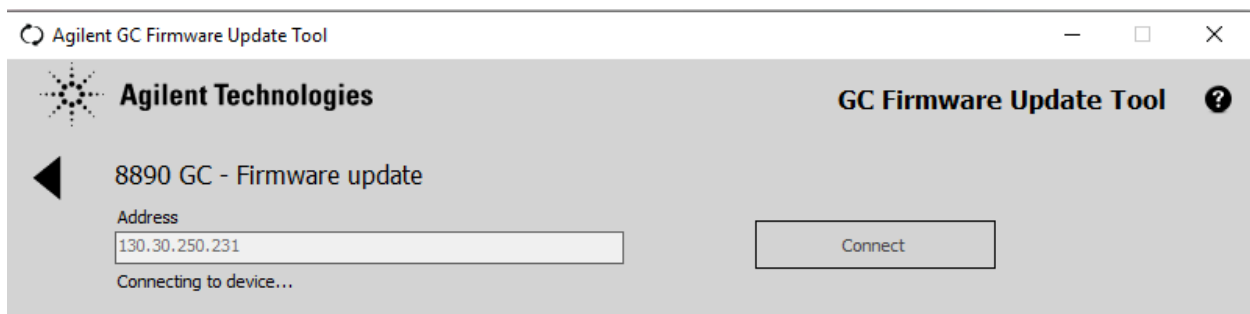 Agilent GC Firmware Update Tool
Agilent Technologies
GC Firmware Update Tool ?
8890 GC - Firmware update
Address
130.30.250.231
Connect
Connecting to device...